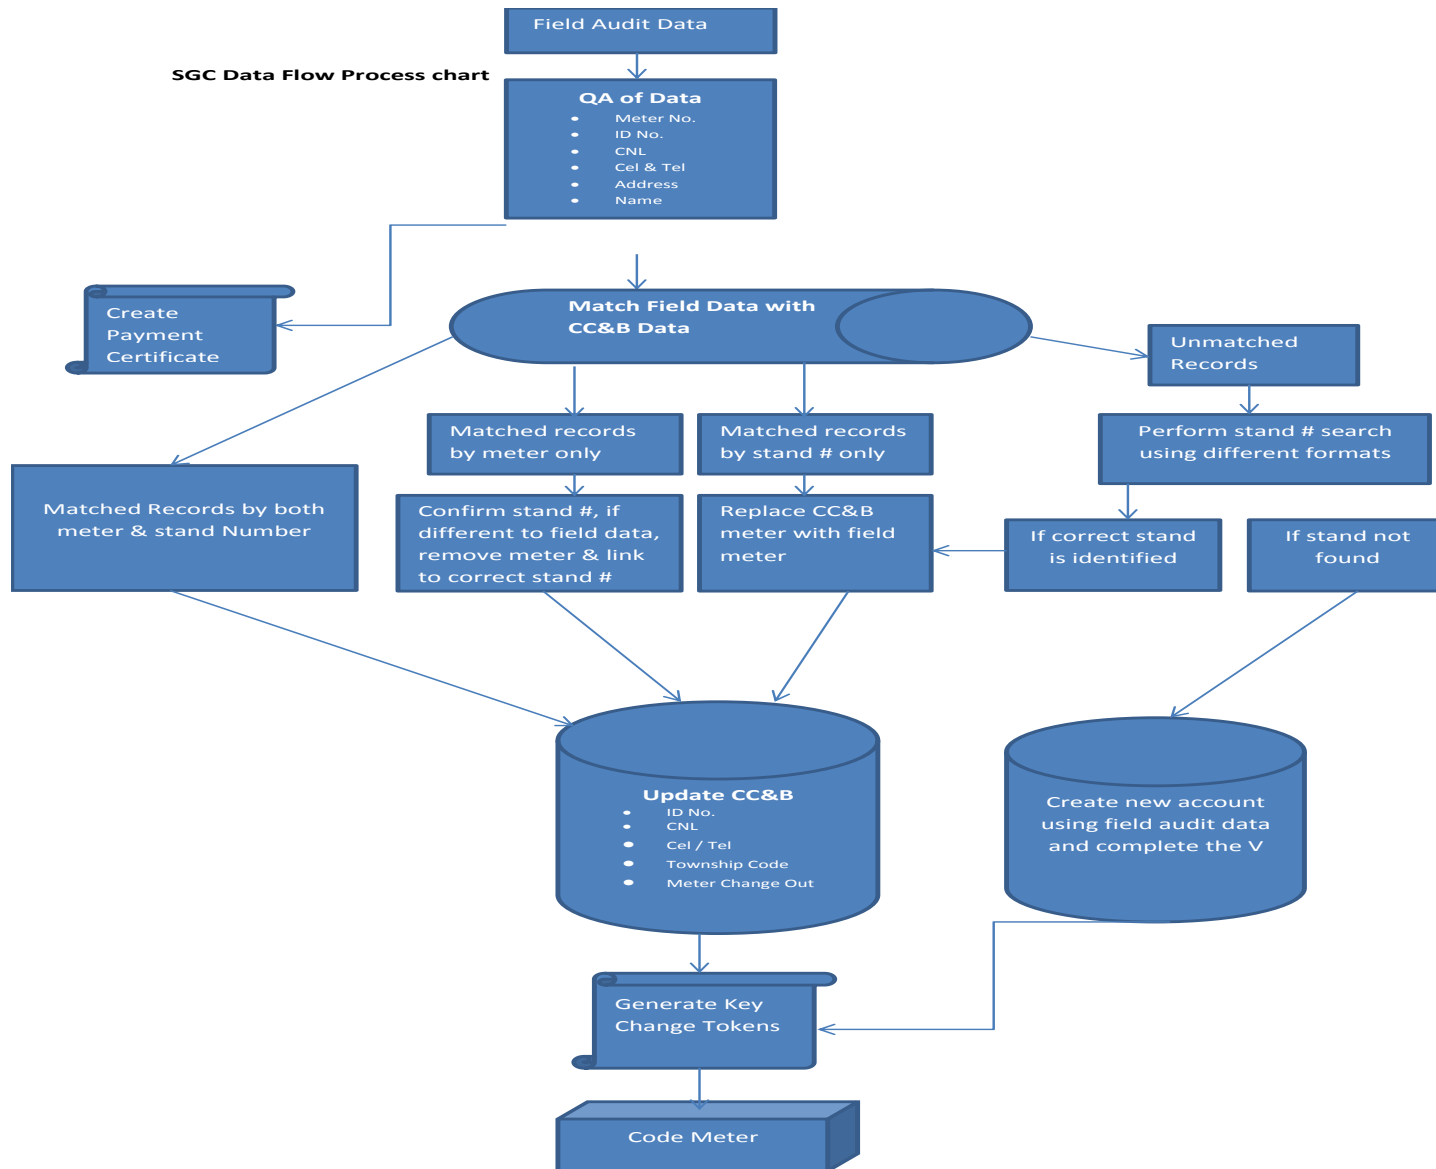 Field Audit Data
SGC Data Flow Process chart
QA of Data
• Meter No.
• ID No.
• CNL
• Cel & Tel
• Address
• Name
Create
Payment
Certificate
Match Field Data with
CC&B Data
Unmatched
Records
Matched records
by meter only
Matched records
by stand # only
Perform stand # search
using different formats
Matched Records by both
meter & stand Number
Confirm stand #, if
different to field data,
remove meter & link
to correct stand #
Replace CC&B
meter with field
meter
If correct stand
is identified
If stand not
found
Update CC&B
• ID No.
• CNL
• Cel / Tel
• Township Code
• Meter Change Out
Create new account
using field audit data
and complete the V
Generate Key
Change Tokens
Code Meter